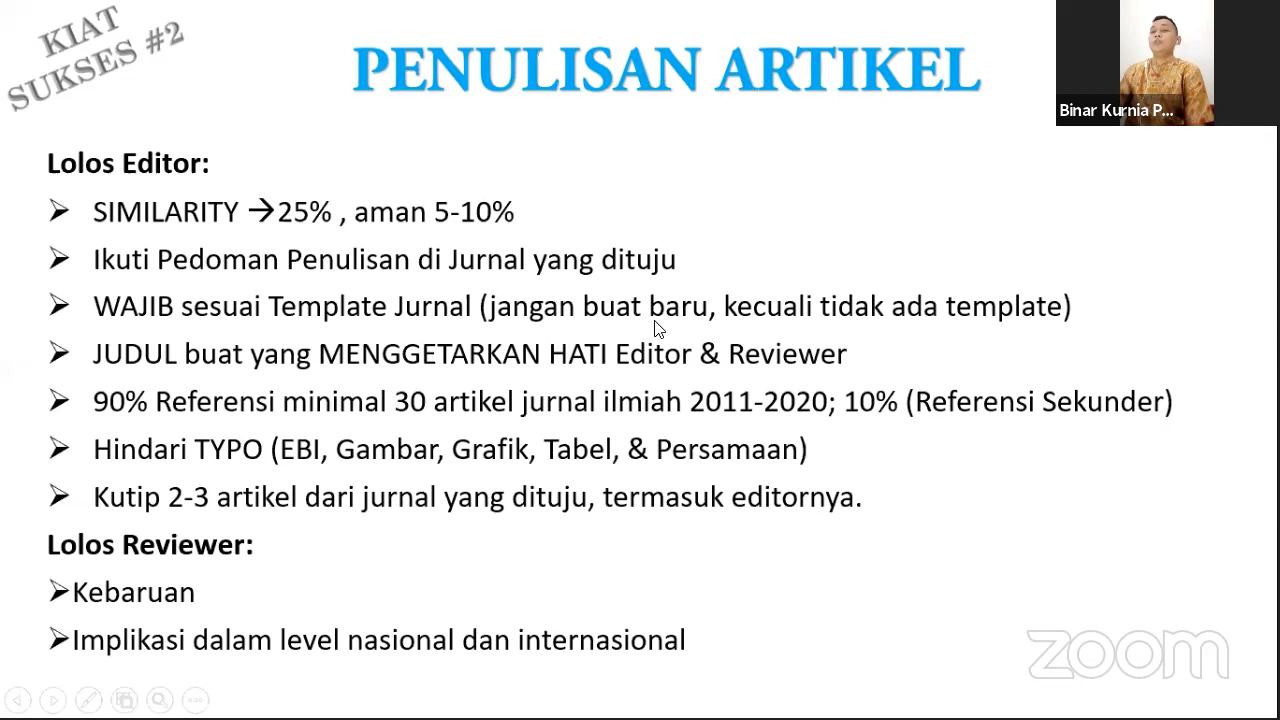 KIAT
SUKSES #2
PENULISAN ARTIKEL
Binar Kurnia P...
Lolos Editor:
➢ SIMILARITY →25% , aman 5-10%
➢ Ikuti Pedoman Penulisan di Jurnal yang dituju
➢ WAJIB sesuai Template Jurnal (jangan buat baru, kecuali tidak ada template)
➢ JUDUL buat yang MENGGETARKAN HATI Editor & Reviewer
➢ 90% Referensi minimal 30 artikel jurnal ilmiah 2011-2020; 10% (Referensi Sekunder)
➢ Hindari TYPO (EBI, Gambar, Grafik, Tabel, & Persamaan)
➢ Kutip 2-3 artikel dari jurnal yang dituju, termasuk editornya.
Lolos Reviewer:
➢Kebaruan
➢Implikasi dalam level nasional dan internasional
zoom